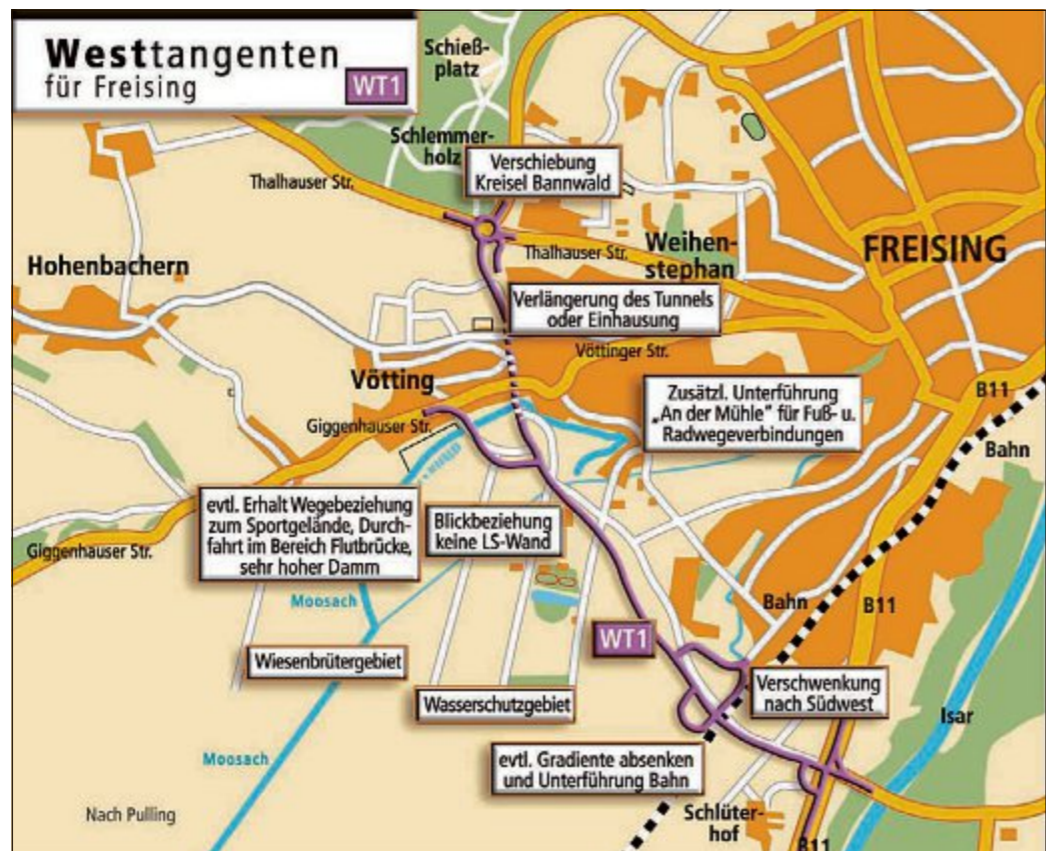 Westtangenten
für Freising
WT1
Schieß-
platz
Schlemmer-
holz
Verschiebung
Kreisel Bannwald
Thalhauser Str.
Thalhauser Str.
Weihen-
stephan
FREISING
Hohenbachern
Verlängerung des Tunnels
oder Einhausung
Vöttinger Str.
Vötting
Zusätzl. Unterführung
„An der Mühle“ für Fuß- u.
Radwegeverbindungen
B11
Bahn
Giggenhauser Str.
evtl. Erhalt Wegebeziehung
zum Sportgelände, Durch-
fahrt im Bereich Flutbrücke,
sehr hoher Damm
Blickbeziehung
keine LS-Wand
Giggenhauser Str.
Moosach
Bahn
B11
WT1
Wiesenbrütergebiet
Wasserschutzgebiet
Verschwenkung
nach Südwest
Isar
Moosach
evtl. Gradiente absenken
und Unterführung Bahn
Nach Pulling
Schlüter-
hof
B11